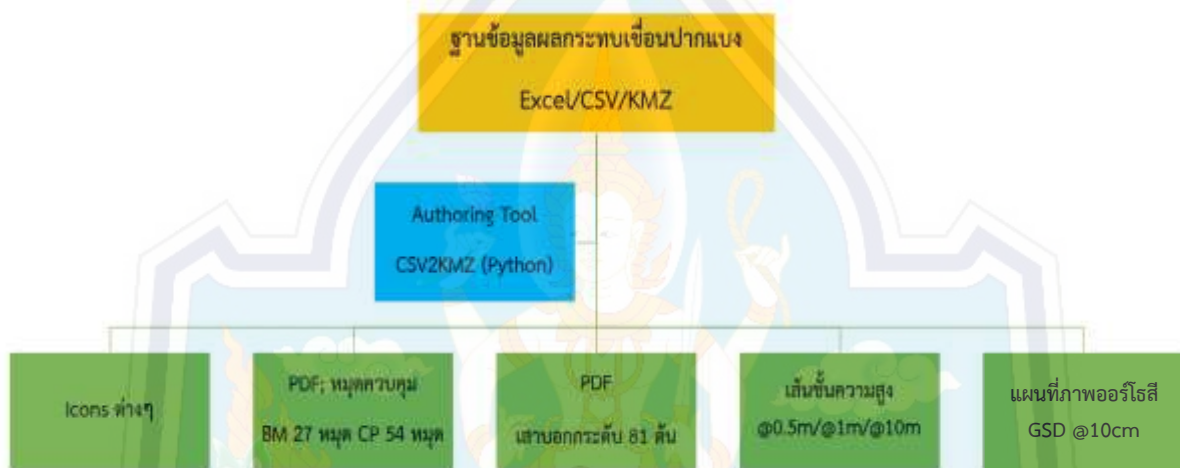 ฐานข้อมูลผลกระทบเขื่อนปากแบง
Excel/CSV/KMZ
Authoring Tool
CSV2KMZ (Python)
Icons ต่างๆ
PDF; หมุดควบคุม
BM 27 หมุด CP 54 หมุด
PDF
เสาบอกระดับ 81 ต้น
เส้นชั้นความสูง
@0.5m/@1m/@10m
แผนที่ภาพออร์โธสี
GSD @10cm